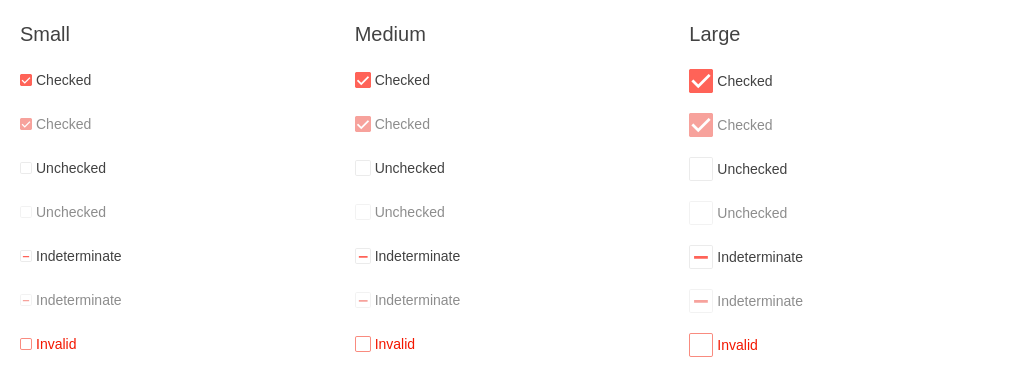 Small
Checked
Checked
Unchecked
Unchecked
Indeterminate
Indeterminate
Invalid
Medium
Checked
Checked
Unchecked
Unchecked
Indeterminate
Indeterminate
Invalid
Large
Checked
Checked
Unchecked
Unchecked
Indeterminate
Indeterminate
Invalid